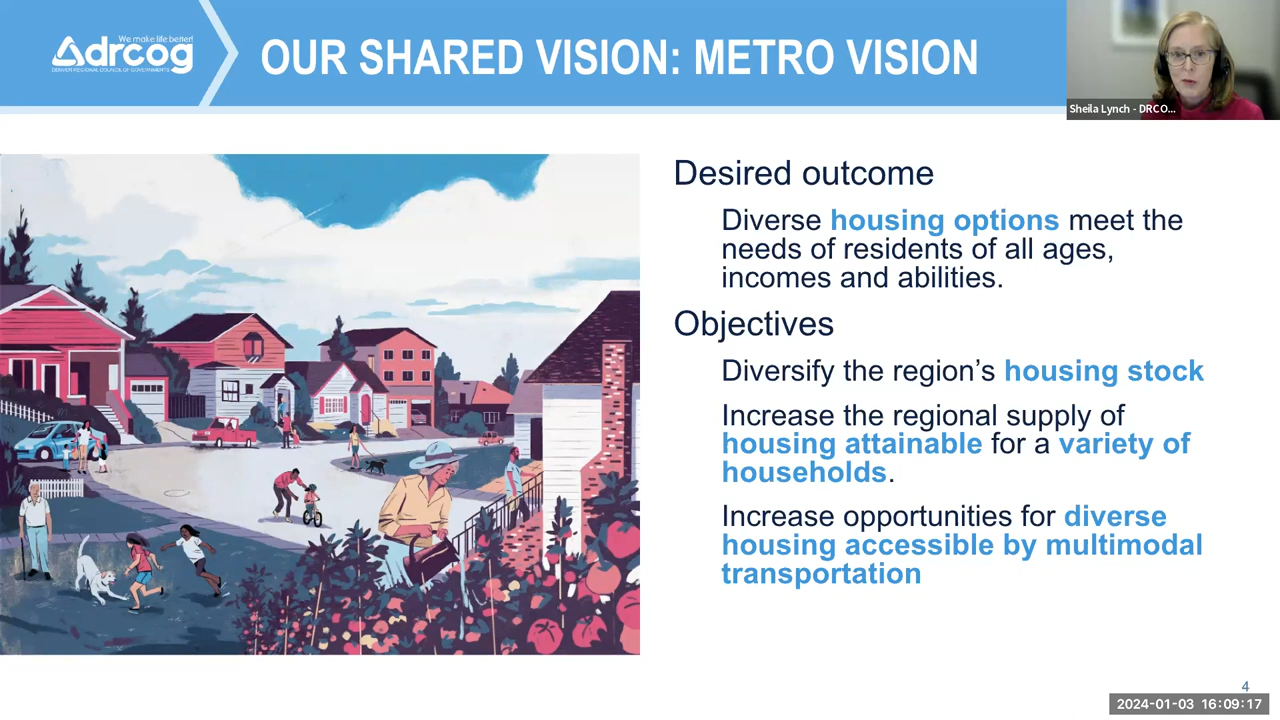 We make life better!
drcog
DENVER REGIONAL COUNCIL OF GOVERNMENTS
OUR SHARED VISION: METRO VISION
Sheila Lynch - DRCO...
Desired outcome
Diverse housing options meet the
needs of residents of all ages,
incomes and abilities.
Objectives
Diversify the region’s housing stock
Increase the regional supply of
housing attainable for a variety of
households.
Increase opportunities for diverse
housing accessible by multimodal
transportation
4
2024-01-03 16:09:17